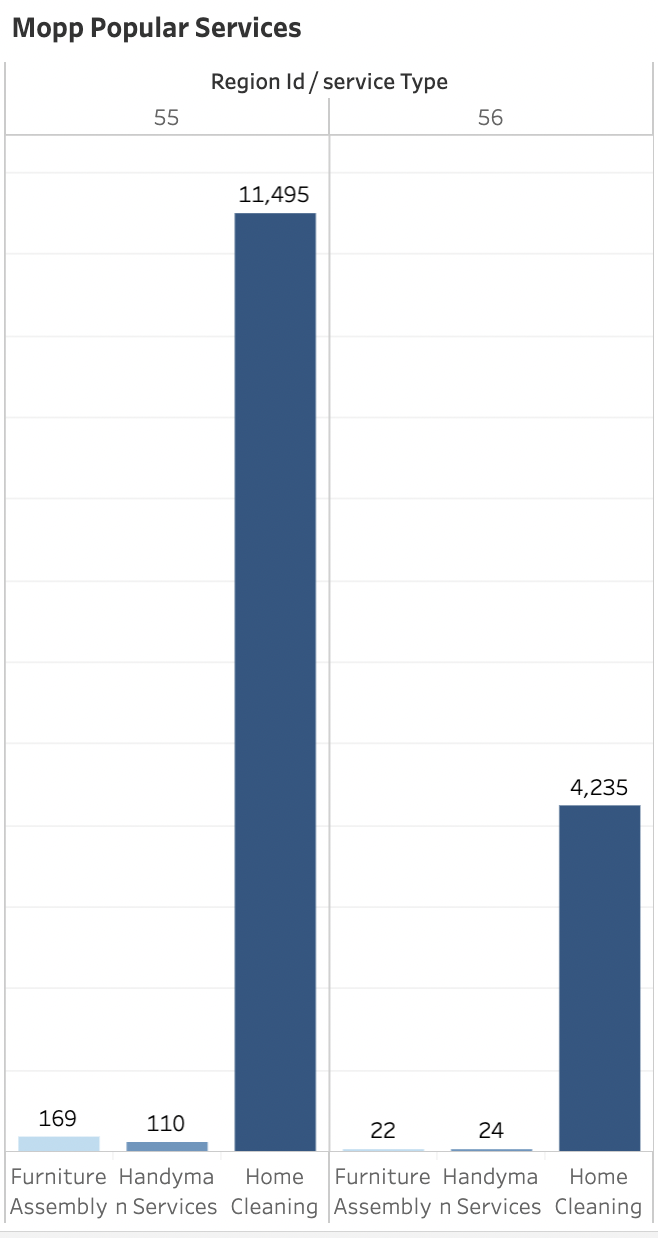 Mopp Popular Services
Region Id / service Type
55 56
11,495
4,235
169 110 22 24
Furniture Handyma Home Furniture Handyma Home
Assembly n Services Cleaning Assembly n Services Cleaning